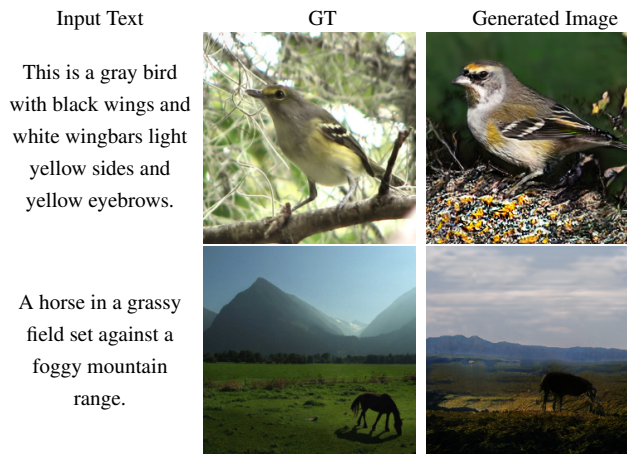 Input Text
GT
Generated Image
This is a gray bird
with black wings and
white wingbars light
yellow sides and
yellow eyebrows.
A horse in a grassy
field set against a
foggy mountain
range.